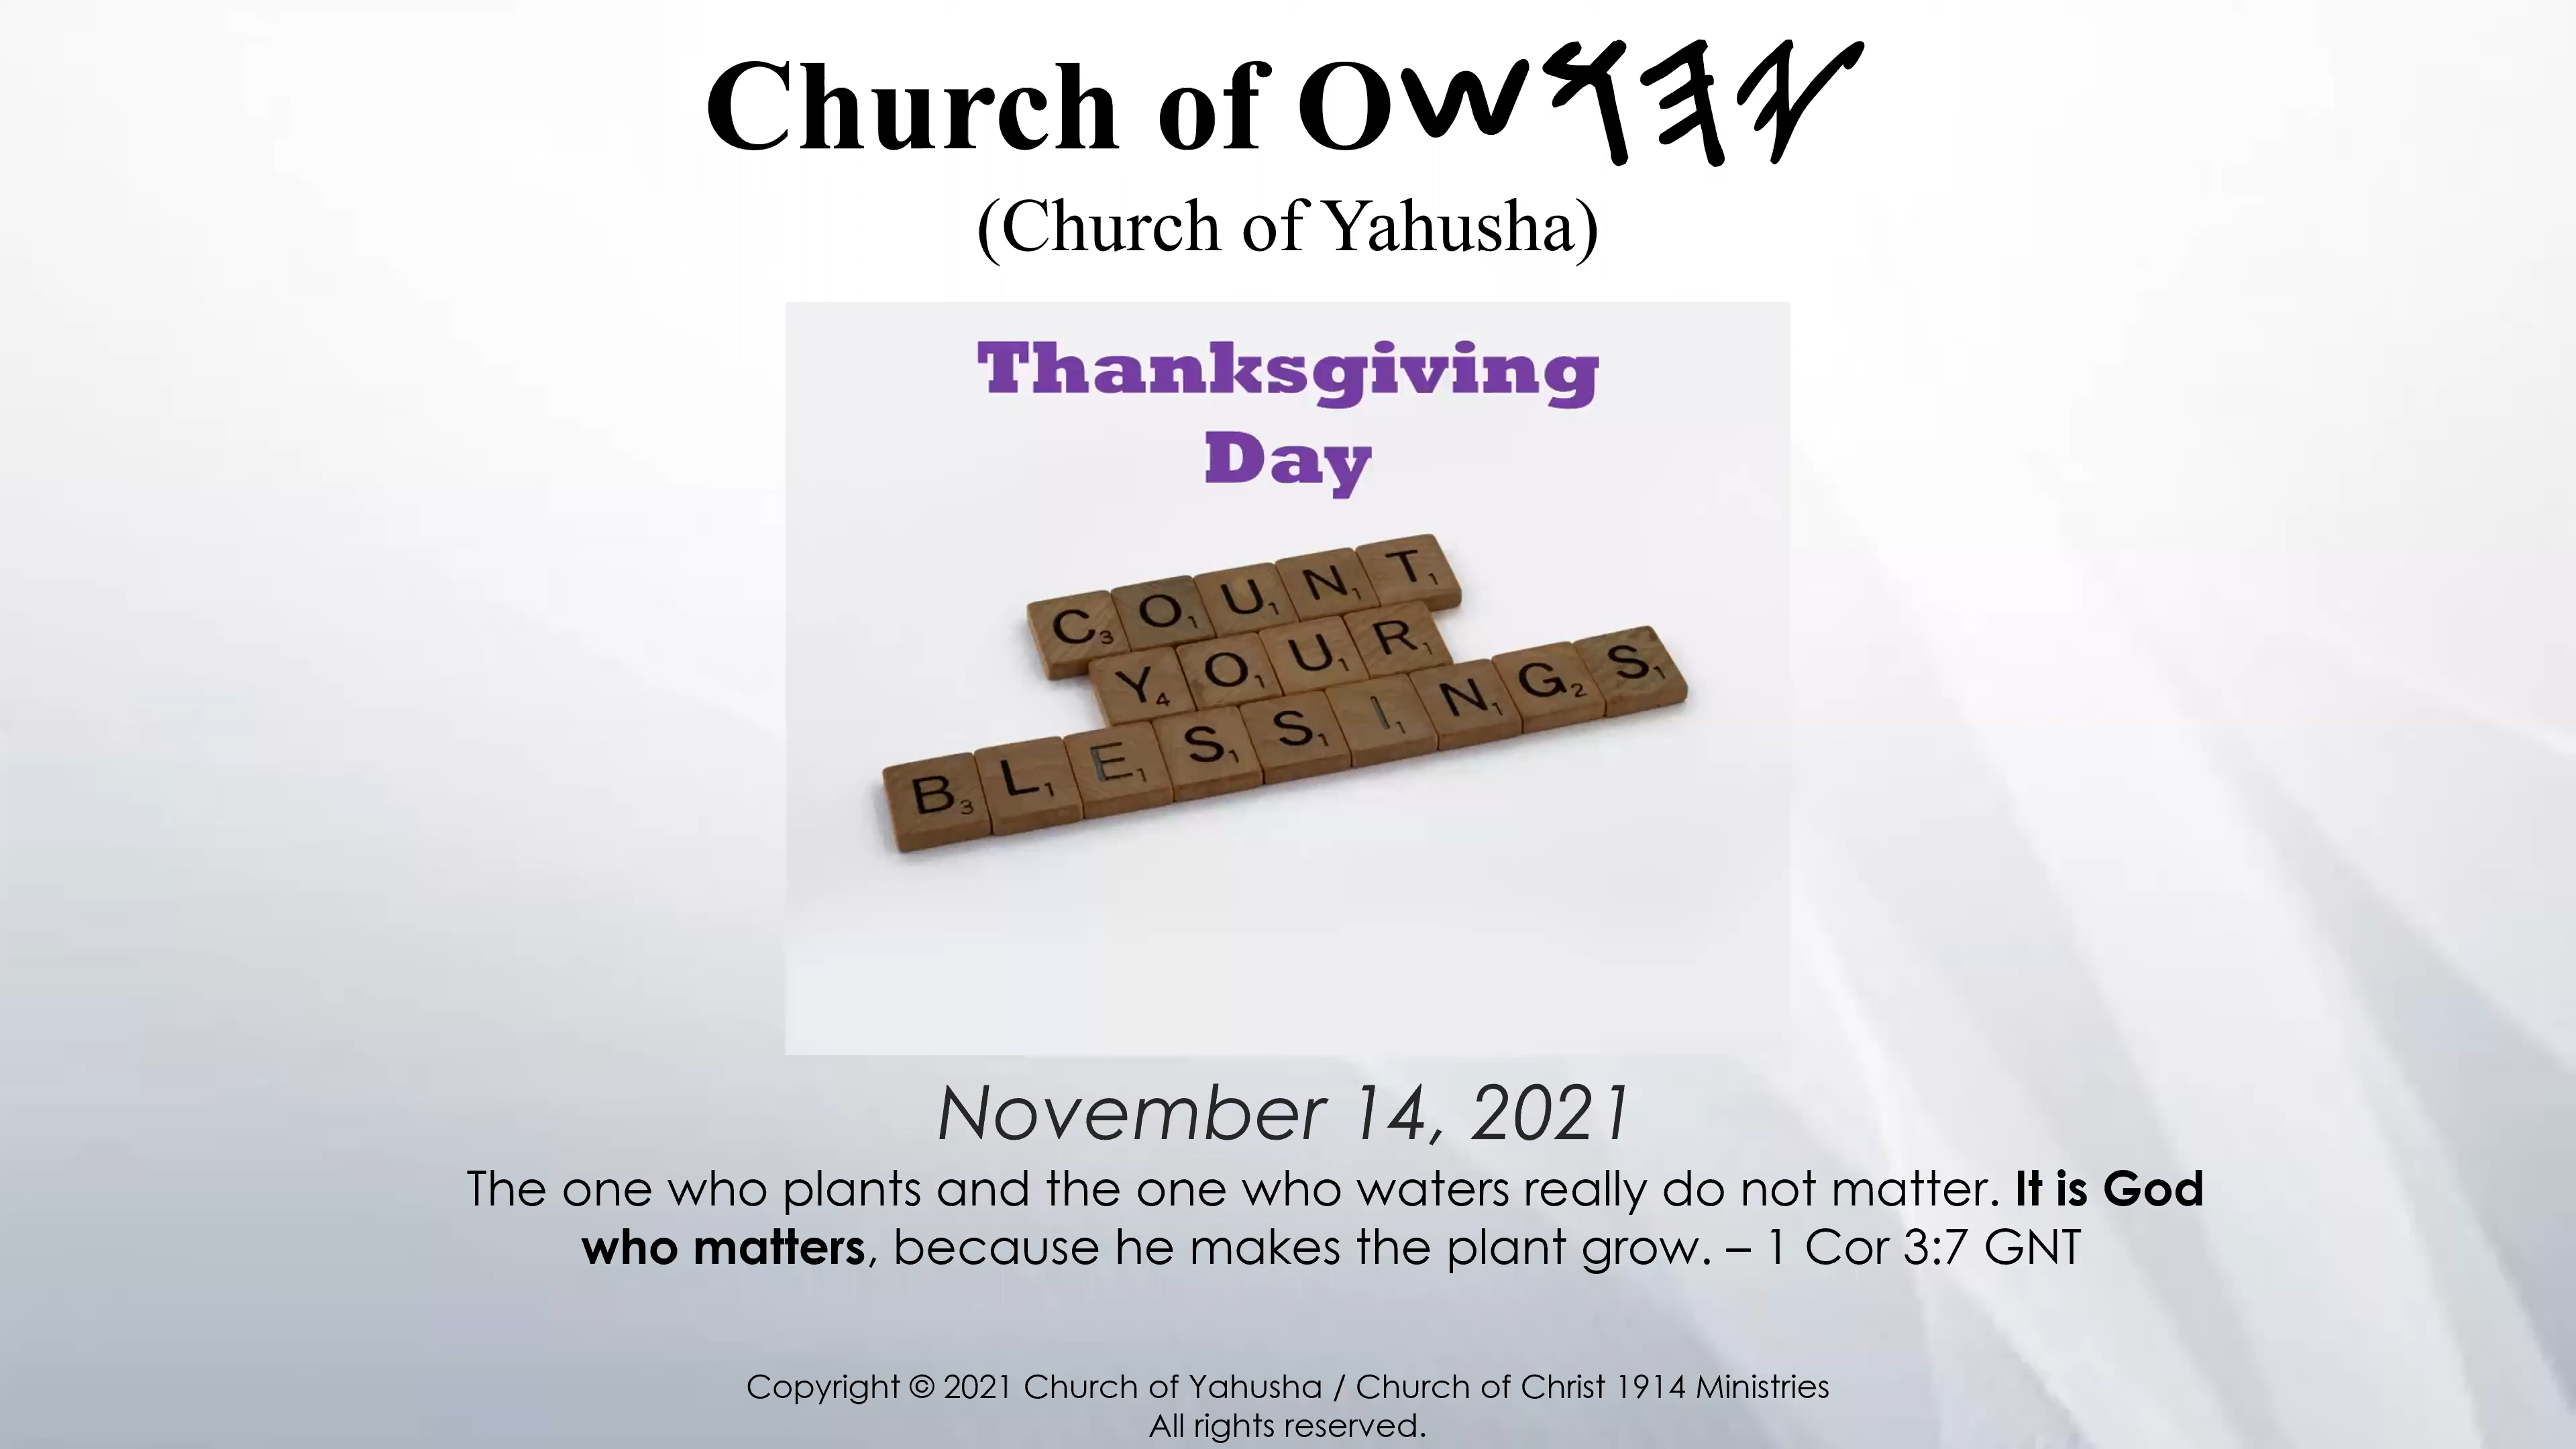 Church of 𐤉𐤄𐤅𐤔𐤏
(Church of Yahusha)
Thanksgiving
Day
COUNT
YOUR
BLESSINGS
November 14, 2021
The one who plants and the one who waters really do not matter. It is God
who matters, because he makes the plant grow. – 1 Cor 3:7 GNT
Copyright © 2021 Church of Yahusha / Church of Christ 1914 Ministries
All rights reserved.